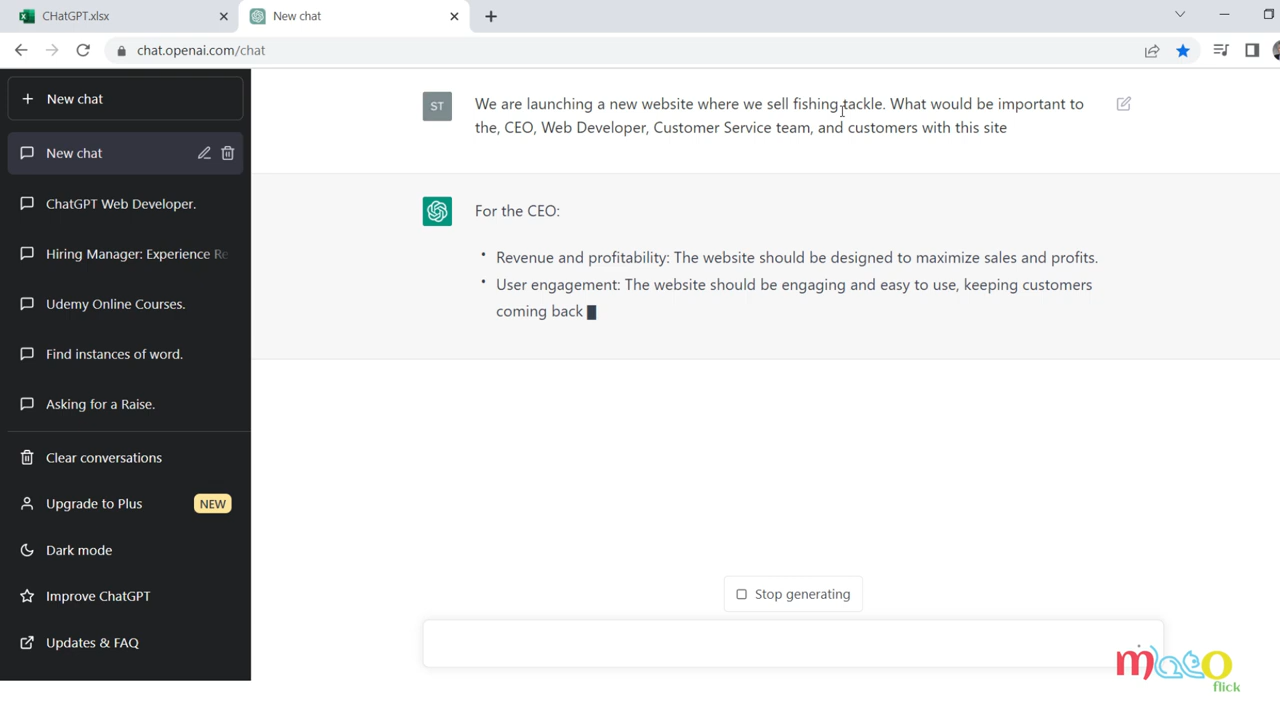 CHatGPT.xlsx
New chat
chat.openai.com/chat
New chat
New chat
ChatGPT Web Developer.
Hiring Manager: Experience Re
Udemy Online Courses.
Find instances of word.
Asking for a Raise.
Clear conversations
Upgrade to Plus NEW
Dark mode
Improve ChatGPT
Updates & FAQ
ST
We are launching a new website where we sell fishing tackle. What would be important to
the, CEO, Web Developer, Customer Service team, and customers with this site
For the CEO:
• Revenue and profitability: The website should be designed to maximize sales and profits.
• User engagement: The website should be engaging and easy to use, keeping customers
coming back
Stop generating
flick